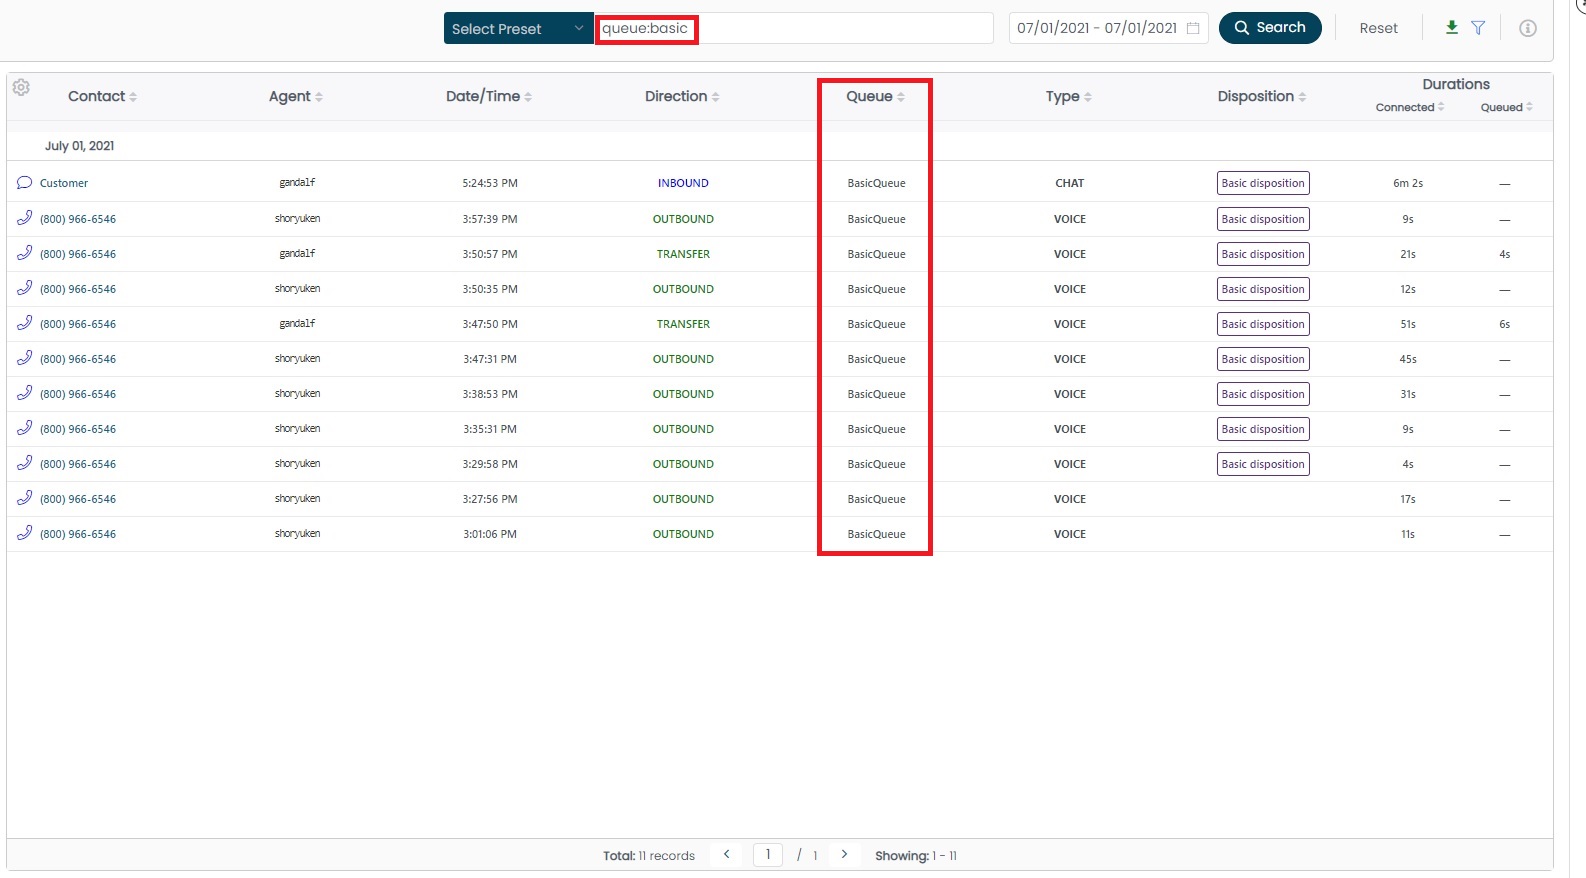 Select Preset queue:basic 07/01/2021 - 07/01/2021 Search Reset
Durations
Contact Agent Date/Time Direction Queue Type Disposition Connected Queued
July 01, 2021
Customer gandalf 5:24:53 PM INBOUND BasicQueue CHAT Basic disposition 6m 2s —
(800) 966-6546 shoryuken 3:57:39 PM OUTBOUND BasicQueue VOICE Basic disposition 9s —
(800) 966-6546 gandalf 3:50:57 PM TRANSFER BasicQueue VOICE Basic disposition 21s 4s
(800) 966-6546 shoryuken 3:50:35 PM OUTBOUND BasicQueue VOICE Basic disposition 12s —
(800) 966-6546 gandalf 3:47:50 PM TRANSFER BasicQueue VOICE Basic disposition 51s 6s
(800) 966-6546 shoryuken 3:47:31 PM OUTBOUND BasicQueue VOICE Basic disposition 45s —
(800) 966-6546 shoryuken 3:38:53 PM OUTBOUND BasicQueue VOICE Basic disposition 31s —
(800) 966-6546 shoryuken 3:35:31 PM OUTBOUND BasicQueue VOICE Basic disposition 9s —
(800) 966-6546 shoryuken 3:29:58 PM OUTBOUND BasicQueue VOICE Basic disposition 4s —
(800) 966-6546 shoryuken 3:27:56 PM OUTBOUND BasicQueue VOICE 17s —
(800) 966-6546 shoryuken 3:01:06 PM OUTBOUND BasicQueue VOICE 11s —
Total: 11 records < 1 / 1 > Showing: 1 - 11